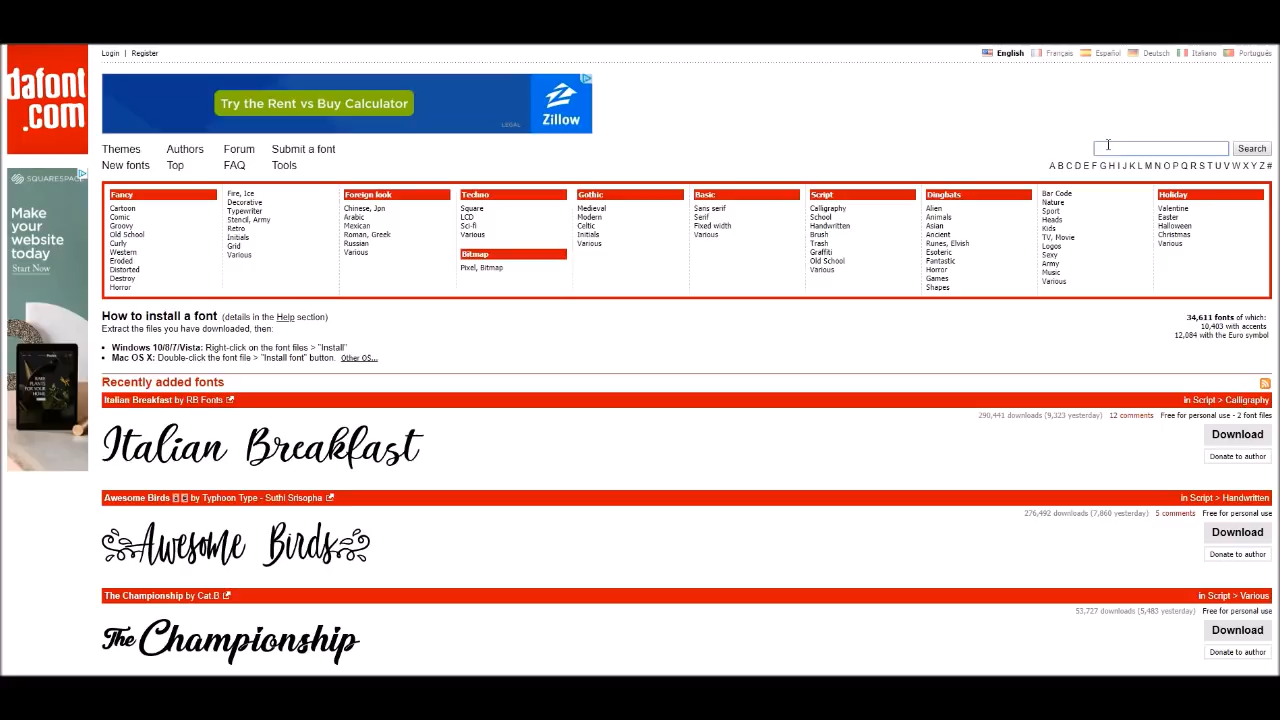 Login | Register
English Français Español Deutsch Italiano Português
dafont
.com
Try the Rent vs Buy Calculator
LEGAL
Zillow
Themes Authors Forum Submit a font
New fonts Top FAQ Tools
Search
A B C D E F G H I J K L M N O P Q R S T U V W X Y Z #
SQUARESPACE
Make
your
website
today
Start Now
Fancy
Cartoon
Comic
Groovy
Old School
Curly
Western
Eroded
Distorted
Destroy
Horror
Fire, Ice
Decorative
Typewriter
Stencil, Army
Retro
Initials
Grid
Various
Foreign look
Chinese, Jpn
Arabic
Mexican
Roman, Greek
Russian
Various
Techno
Square
LCD
Sci-fi
Various
Bitmap
Pixel, Bitmap
Gothic
Medieval
Modern
Celtic
Initials
Various
Basic
Sans serif
Serif
Fixed width
Various
Script
Calligraphy
School
Handwritten
Brush
Trash
Graffiti
Old School
Various
Dingbats
Alien
Animals
Asian
Ancient
Runes, Elvish
Esoteric
Fantastic
Horror
Games
Shapes
Bar Code
Nature
Sport
Heads
Kids
TV, Movie
Logos
Sexy
Army
Music
Various
Holiday
Valentine
Easter
Halloween
Christmas
Various
How to install a font (details in the Help section)
Extract the files you have downloaded, then:
• Windows 10/8/7/Vista: Right-click on the font files > "Install"
• Mac OS X: Double-click the font file > "Install font" button. Other OS...
34,611 fonts of which:
10,403 with accents
12,084 with the Euro symbol
Recently added fonts
Italian Breakfast by RB Fonts in Script > Calligraphy
290,441 downloads (9,323 yesterday) 12 comments Free for personal use - 2 font files
Italian Breakfast
Download
Donate to author
Awesome Birds by Typhoon Type - Suthi Srisopha in Script > Handwritten
276,492 downloads (7,860 yesterday) 5 comments Free for personal use
Awesome Birds
Download
Donate to author
The Championship by Cat.B in Script > Various
53,727 downloads (5,483 yesterday) Free for personal use
The Championship
Download
Donate to author